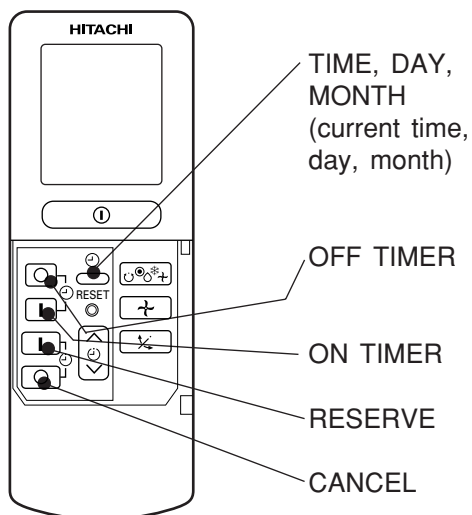 HITACHI
TIME, DAY,
MONTH
(current time,
day, month)
OFF TIMER
RESET
ON TIMER
RESERVE
CANCEL